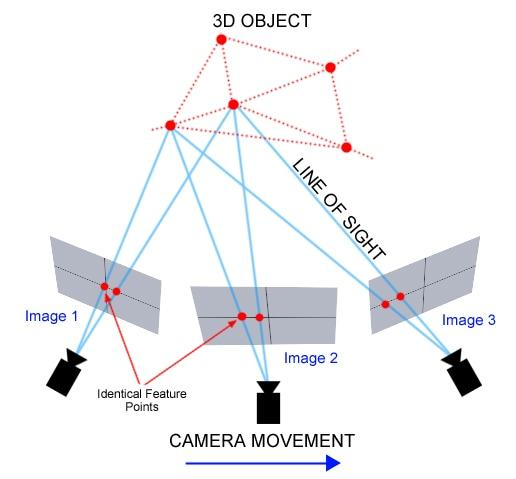 3D OBJECT
LINE OF SIGHT
Image 1
Image 2
Image 3
Identical Feature
Points
CAMERA MOVEMENT